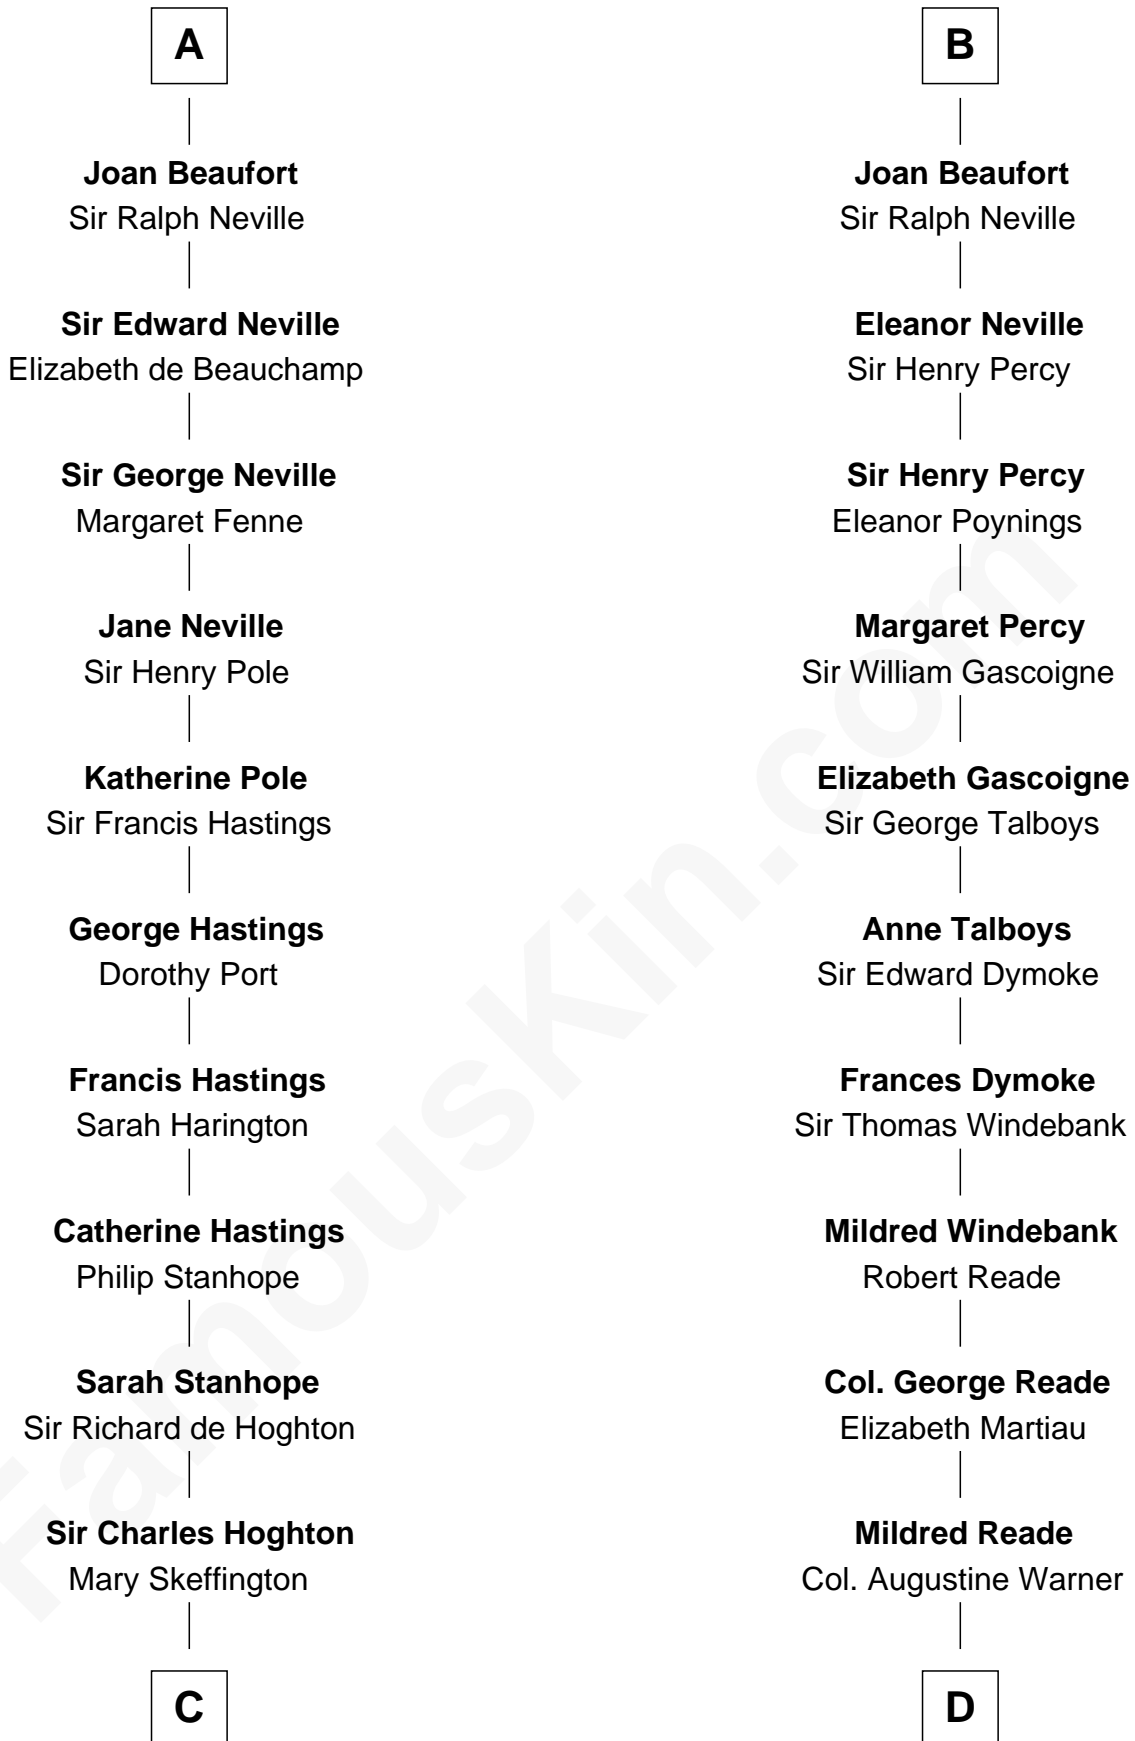 A
Joan Beaufort
Sir Ralph Neville
Sir Edward Neville
Elizabeth de Beauchamp
Sir George Neville
Margaret Fenne
Jane Neville
Sir Henry Pole
Katherine Pole
Sir Francis Hastings
George Hastings
Dorothy Port
Francis Hastings
Sarah Harington
Catherine Hastings
Philip Stanhope
Sarah Stanhope
Sir Richard de Hoghton
Sir Charles Hoghton
Mary Skeffington
C
B
Joan Beaufort
Sir Ralph Neville
Eleanor Neville
Sir Henry Percy
Sir Henry Percy
Eleanor Poynings
Margaret Percy
Sir William Gascoigne
Elizabeth Gascoigne
Sir George Talboys
Anne Talboys
Sir Edward Dymoke
Frances Dymoke
Sir Thomas Windebank
Mildred Windebank
Robert Reade
Col. George Reade
Elizabeth Martiau
Mildred Reade
Col. Augustine Warner
D
FamousKin.com